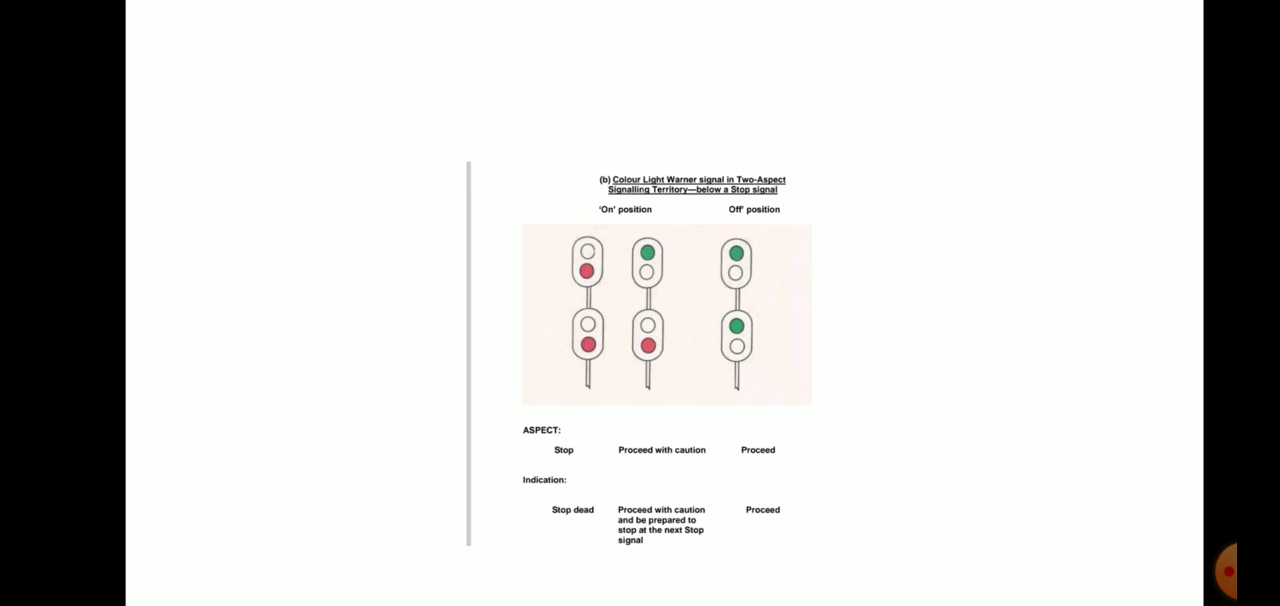 (b) Colour Light Warner signal in Two-Aspect
Signalling Territory—below a Stop signal
‘On’ position Off’ position
ASPECT:
Stop Proceed with caution Proceed
Indication:
Stop dead Proceed with caution Proceed
and be prepared to
stop at the next Stop
signal